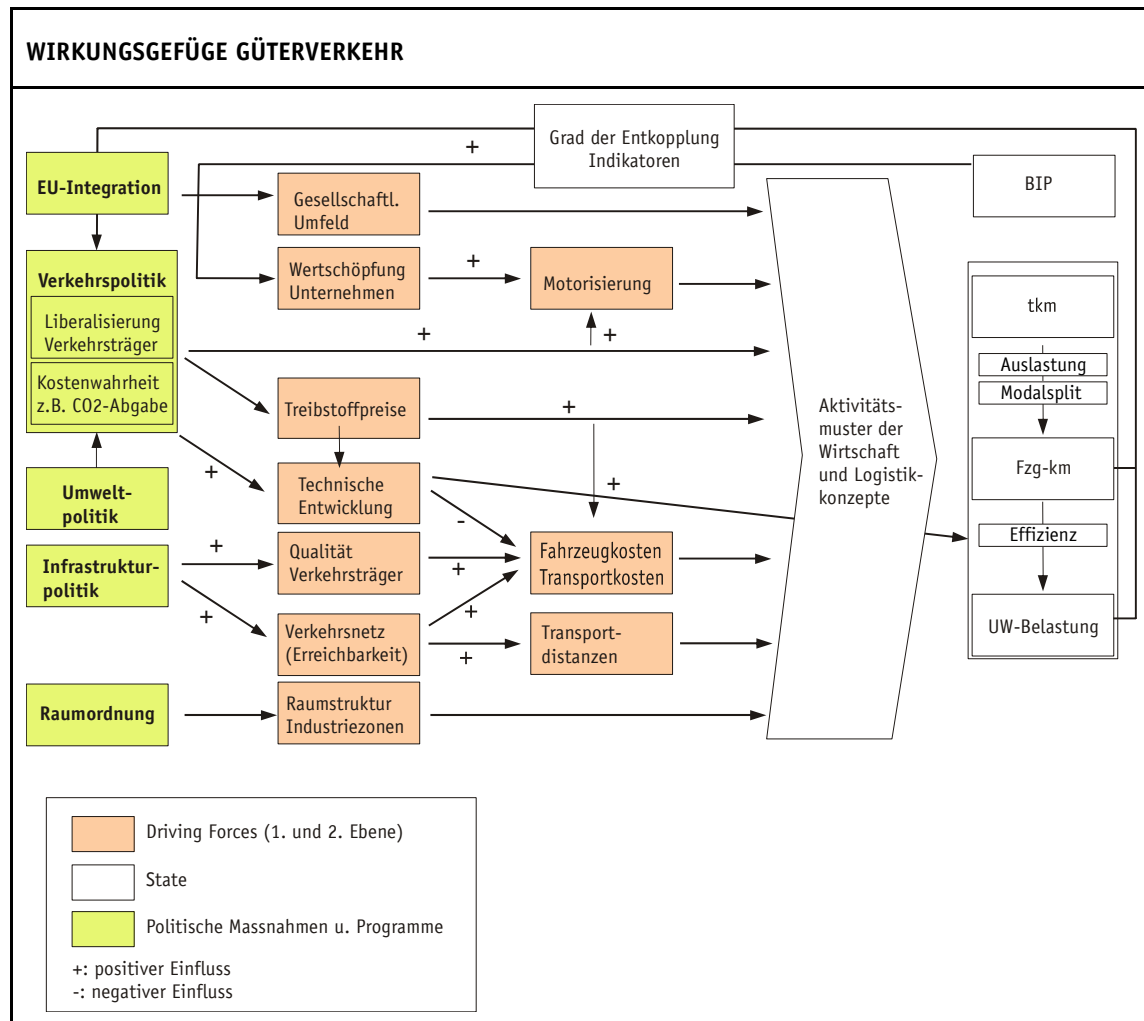 WIRKUNGSGEFÜGE GÜTERVERKEHR
Grad der Entkopplung
Indikatoren
+
EU-Integration
BIP
Gesellschaftl.
Umfeld
Verkehrspolitik
Liberalisierung
Verkehrsträger
Kostenwahrheit
z.B. CO2-Abgabe
Wertschöpfung
Unternehmen
+
Motorisierung
+
+
Treibstoffpreise
+
+
Technische
Entwicklung
+
-
Umwelt-
politik
Infrastruktur-
politik
+
+
Qualität
Verkehrsträger
+
Fahrzeugkosten
Transportkosten
+
Verkehrsnetz
(Erreichbarkeit)
+
Transport-
distanzen
Raumordnung
Raumstruktur
Industriezonen
Aktivitäts-
muster der
Wirtschaft
und Logistik-
konzepte
tkm
Auslastung
Modalsplit
Fzg-km
Effizienz
UW-Belastung
Driving Forces (1. und 2. Ebene)
State
Politische Massnahmen u. Programme
+: positiver Einfluss
-: negativer Einfluss